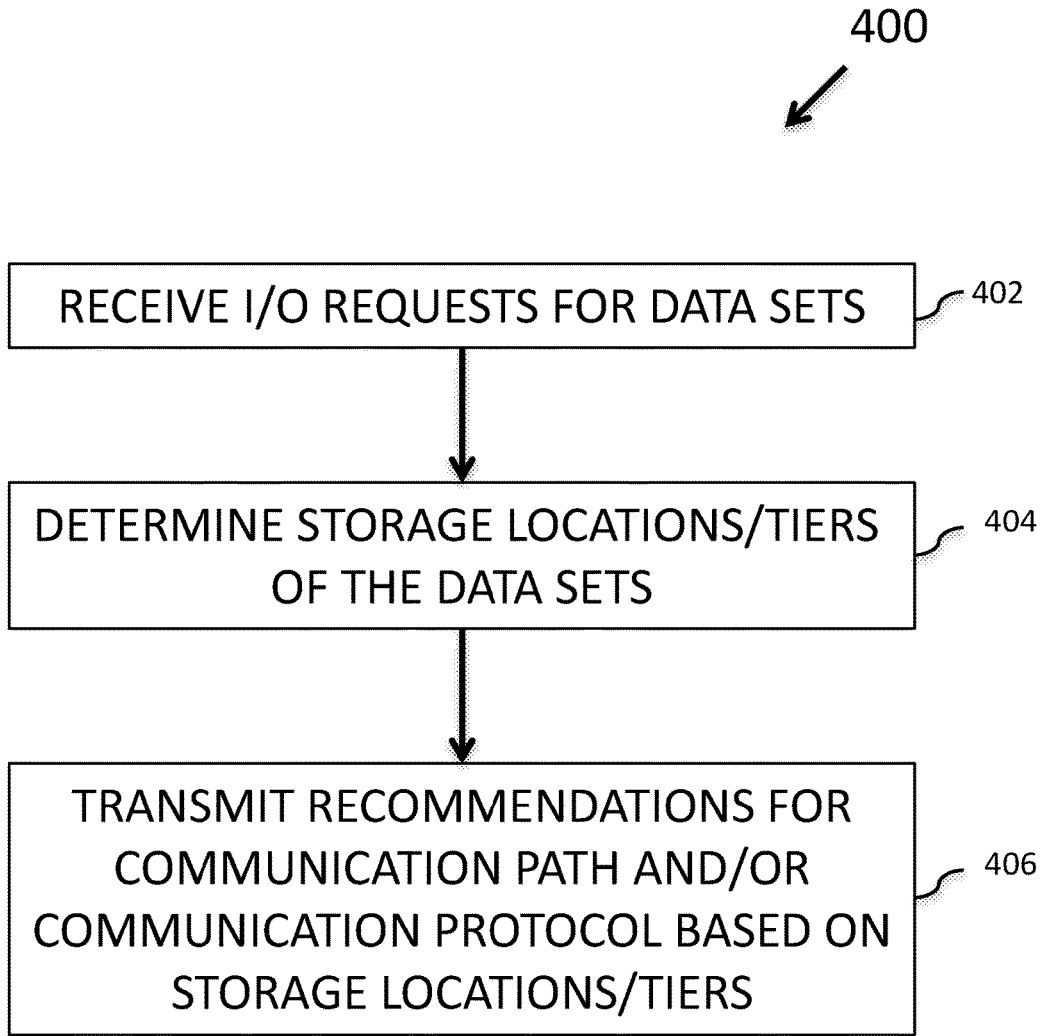 400
RECEIVE I/O REQUESTS FOR DATA SETS
402
DETERMINE STORAGE LOCATIONS/TIERS
OF THE DATA SETS
404
TRANSMIT RECOMMENDATIONS FOR
COMMUNICATION PATH AND/OR
COMMUNICATION PROTOCOL BASED ON
STORAGE LOCATIONS/TIERS
406